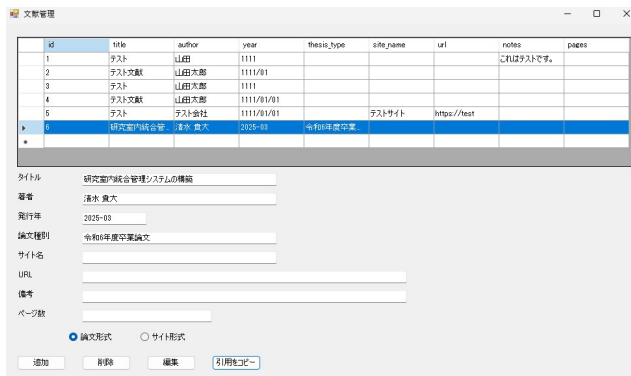 文献管理
id title author year thesis_type site_name url notes pages
1 テスト 山田 1111 これはテストです。
2 テスト文献 山田太郎 1111/01
3 テスト 山田太郎 1111
4 テスト文献 山田太郎 1111/01/01
5 テスト テスト会社 1111/01/01 テストサイト https://test
6 研究室内統合管... 清水 貴大 2025-03 令和6年度卒業...
タイトル 研究室内統合管理システムの構築
著者 清水 貴大
発行年 2025-03
論文種別 令和6年度卒業論文
サイト名
URL
備考
ページ数
論文形式 サイト形式
追加 削除 編集 引用をコピー